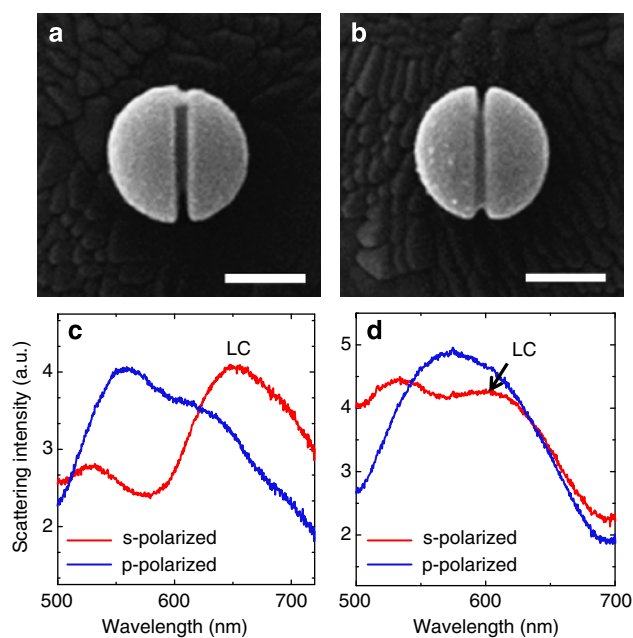 a
b
c
LC
4
3
2
Scattering intensity (a.u.)
s-polarized
p-polarized
500
600
700
Wavelength (nm)
d
LC
5
4
3
2
s-polarized
p-polarized
500
600
700
Wavelength (nm)